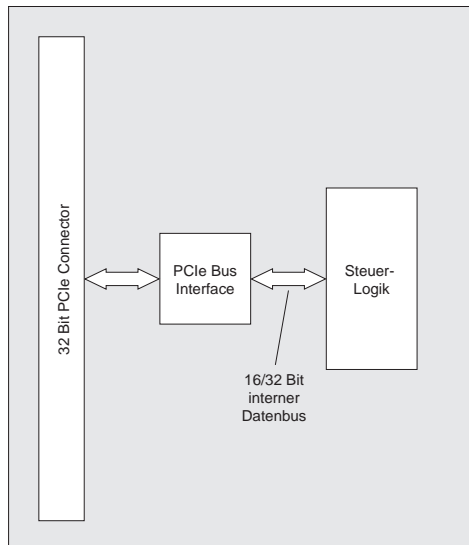 32 Bit PCIe Connector
PCIe Bus
Interface
Steuer-
Logik
16/32 Bit
interner
Datenbus